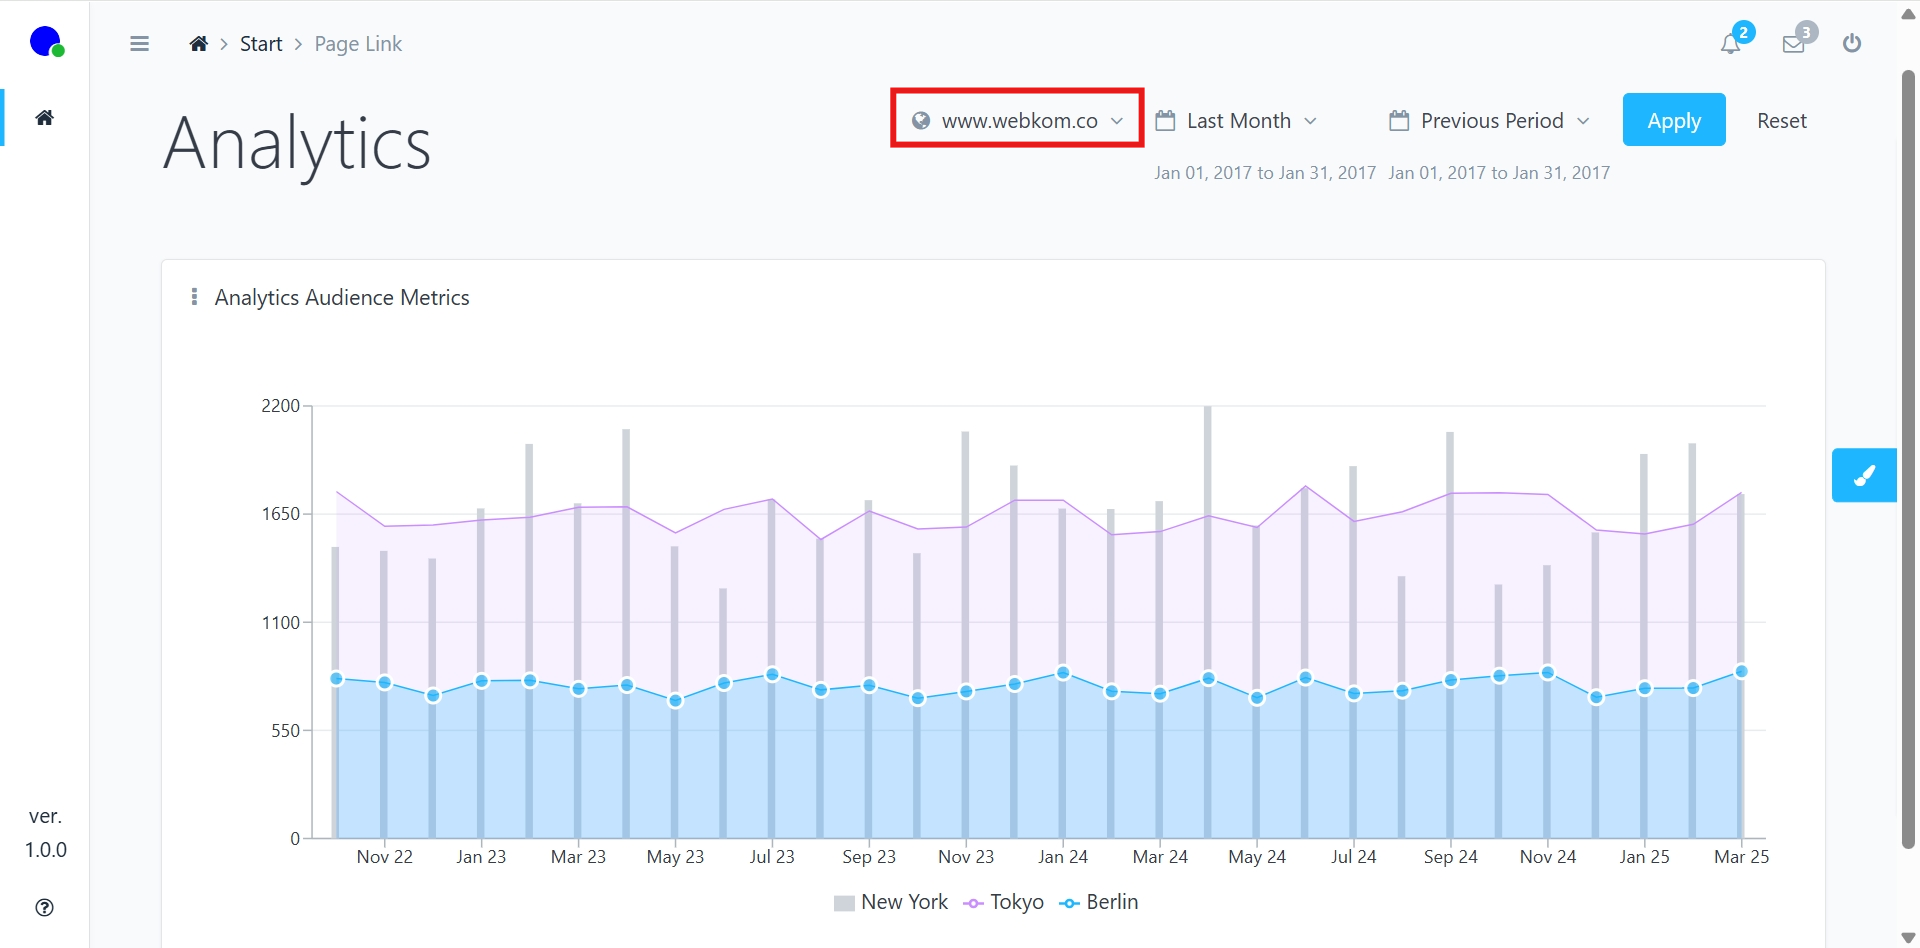 Start
Page Link
2
3
Analytics
www.webkom.co
Last Month
Previous Period
Apply
Reset
Jan 01, 2017 to Jan 31, 2017
Jan 01, 2017 to Jan 31, 2017
Analytics Audience Metrics
2200
1650
1100
550
0
Nov 22
Jan 23
Mar 23
May 23
Jul 23
Sep 23
Nov 23
Jan 24
Mar 24
May 24
Jul 24
Sep 24
Nov 24
Jan 25
Mar 25
New York
Tokyo
Berlin
ver.
1.0.0